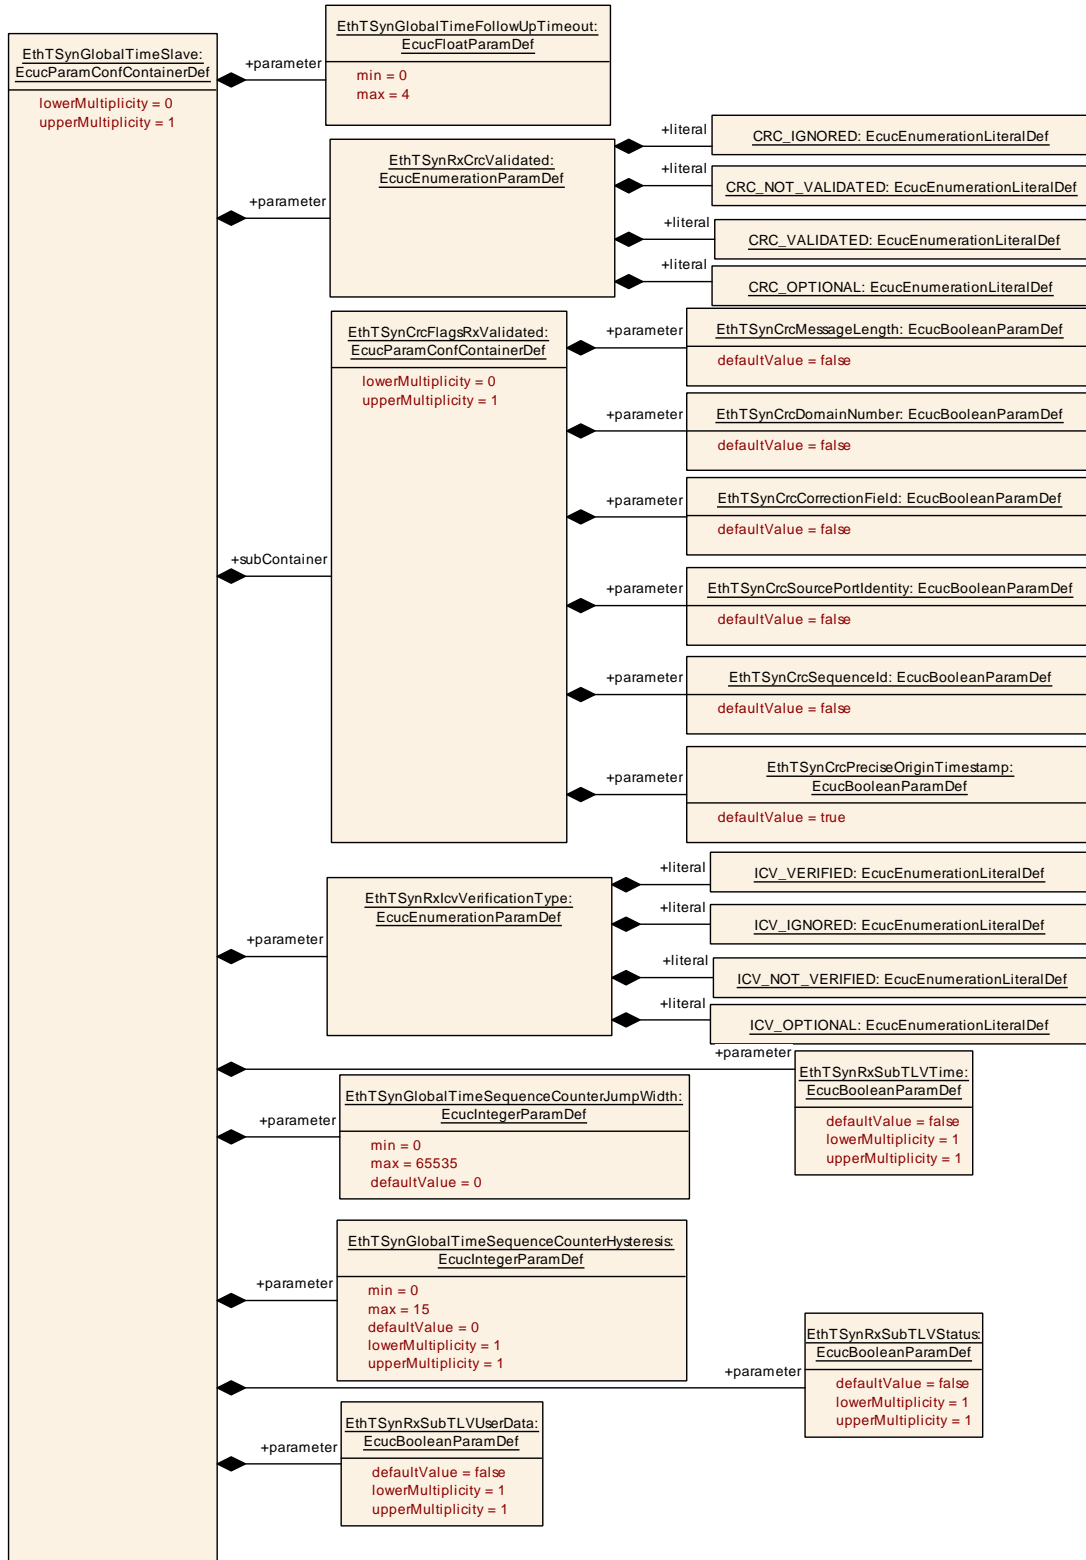 EthTSynGlobalTimeSlave:
EcucParamConfContainerDef
lowerMultiplicity = 0
upperMultiplicity = 1
+parameter
EthTSynGlobalTimeFollowUpTimeout:
EcucFloatParamDef
min = 0
max = 4
+parameter
EthTSynRxCrcValidated:
EcucEnumerationParamDef
+literal
CRC_IGNORED: EcucEnumerationLiteralDef
+literal
CRC_NOT_VALIDATED: EcucEnumerationLiteralDef
+literal
CRC_VALIDATED: EcucEnumerationLiteralDef
+literal
CRC_OPTIONAL: EcucEnumerationLiteralDef
+subContainer
EthTSynCrcFlagsRxValidated:
EcucParamConfContainerDef
lowerMultiplicity = 0
upperMultiplicity = 1
+parameter
EthTSynCrcMessageLength: EcucBooleanParamDef
defaultValue = false
+parameter
EthTSynCrcDomainNumber: EcucBooleanParamDef
defaultValue = false
+parameter
EthTSynCrcCorrectionField: EcucBooleanParamDef
defaultValue = false
+parameter
EthTSynCrcSourcePortIdentity: EcucBooleanParamDef
defaultValue = false
+parameter
EthTSynCrcSequenceId: EcucBooleanParamDef
defaultValue = false
+parameter
EthTSynCrcPreciseOriginTimestamp:
EcucBooleanParamDef
defaultValue = true
+parameter
EthTSynRxIcvVerificationType:
EcucEnumerationParamDef
+literal
ICV_VERIFIED: EcucEnumerationLiteralDef
+literal
ICV_IGNORED: EcucEnumerationLiteralDef
+literal
ICV_NOT_VERIFIED: EcucEnumerationLiteralDef
+literal
ICV_OPTIONAL: EcucEnumerationLiteralDef
+parameter
EthTSynRxSubTLVTime:
EcucBooleanParamDef
defaultValue = false
lowerMultiplicity = 1
upperMultiplicity = 1
+parameter
EthTSynGlobalTimeSequenceCounterJumpWidth:
EcucIntegerParamDef
min = 0
max = 65535
defaultValue = 0
+parameter
EthTSynGlobalTimeSequenceCounterHysteresis:
EcucIntegerParamDef
min = 0
max = 15
defaultValue = 0
lowerMultiplicity = 1
upperMultiplicity = 1
+parameter
EthTSynRxSubTLVStatus:
EcucBooleanParamDef
defaultValue = false
lowerMultiplicity = 1
upperMultiplicity = 1
+parameter
EthTSynRxSubTLVUserData:
EcucBooleanParamDef
defaultValue = false
lowerMultiplicity = 1
upperMultiplicity = 1